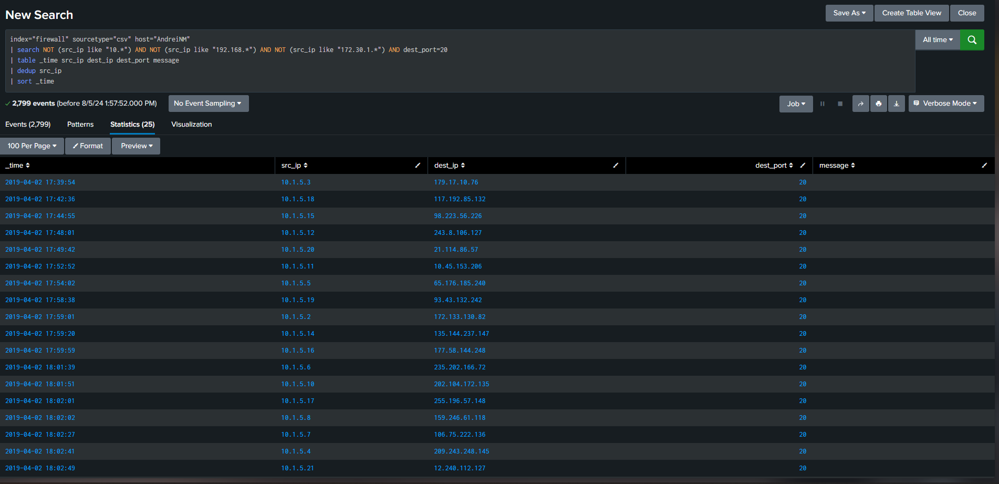 New Search
Save As
Create Table View
Close
index="firewall" sourcetype="csv" host="AndreiNM"
| search NOT (src_ip like "10.*") AND NOT (src_ip like "192.168.*") AND NOT (src_ip like "172.30.1.*") AND dest_port=20
| table _time src_ip dest_ip dest_port message
| dedup src_ip
| sort _time
All time
2,799 events (before 8/5/24 1:57:52.000 PM)
No Event Sampling
Job
Verbose Mode
Events (2,799)
Patterns
Statistics (25)
Visualization
100 Per Page
Format
Preview
_time src_ip dest_ip dest_port message
2019-04-02 17:39:54 10.1.5.3 179.17.10.76 20
2019-04-02 17:42:36 10.1.5.18 117.192.85.132 20
2019-04-02 17:44:55 10.1.5.15 98.223.56.226 20
2019-04-02 17:48:01 10.1.5.12 243.8.106.127 20
2019-04-02 17:49:42 10.1.5.20 21.114.86.57 20
2019-04-02 17:52:52 10.1.5.11 10.45.153.206 20
2019-04-02 17:54:02 10.1.5.5 65.176.185.240 20
2019-04-02 17:58:38 10.1.5.19 93.43.132.242 20
2019-04-02 17:59:01 10.1.5.2 172.133.130.82 20
2019-04-02 17:59:20 10.1.5.14 135.144.237.147 20
2019-04-02 17:59:59 10.1.5.16 177.58.144.248 20
2019-04-02 18:01:39 10.1.5.6 235.202.166.72 20
2019-04-02 18:01:51 10.1.5.10 202.104.172.135 20
2019-04-02 18:02:01 10.1.5.17 255.196.57.148 20
2019-04-02 18:02:02 10.1.5.8 159.246.61.118 20
2019-04-02 18:02:27 10.1.5.7 106.75.222.136 20
2019-04-02 18:02:41 10.1.5.4 209.243.248.145 20
2019-04-02 18:02:49 10.1.5.21 12.240.112.127 20